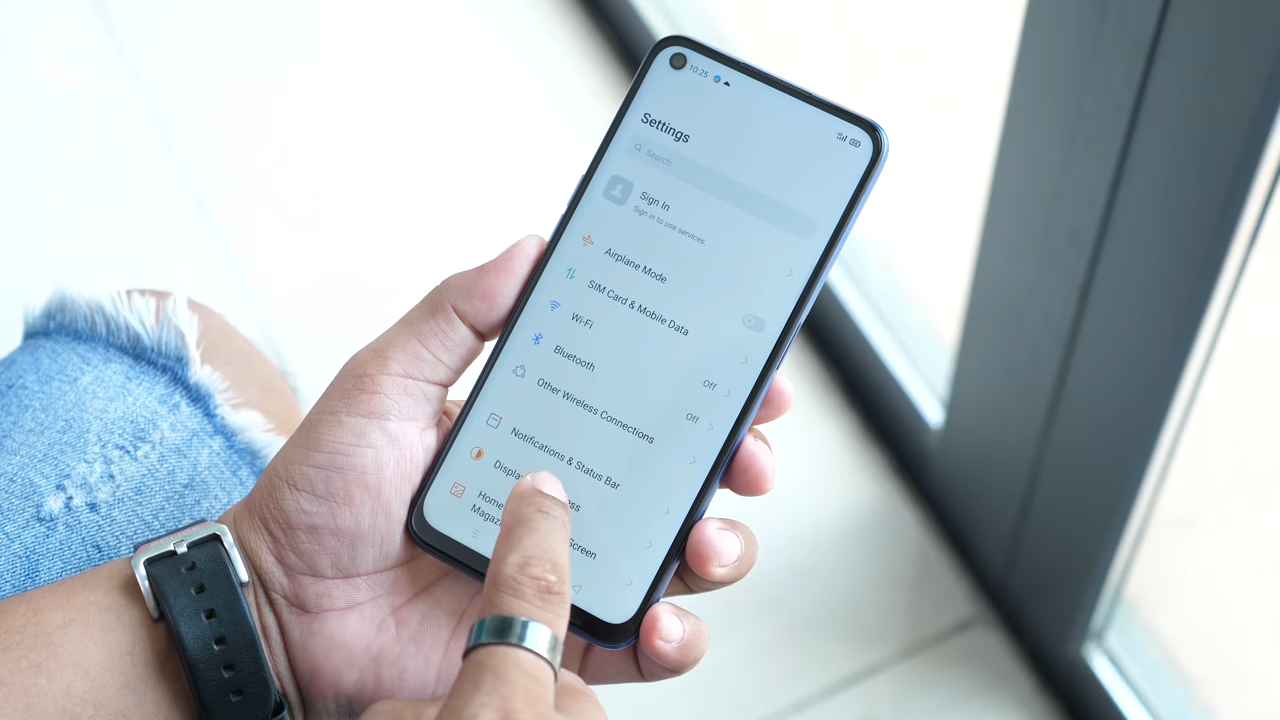 10:25
Settings
Search
Sign In
Sign in to use services.
Airplane Mode
SIM Card & Mobile Data
Wi-Fi
Off
Bluetooth
Off
Other Wireless Connections
Notifications & Status Bar
Home
Magaz
Screen